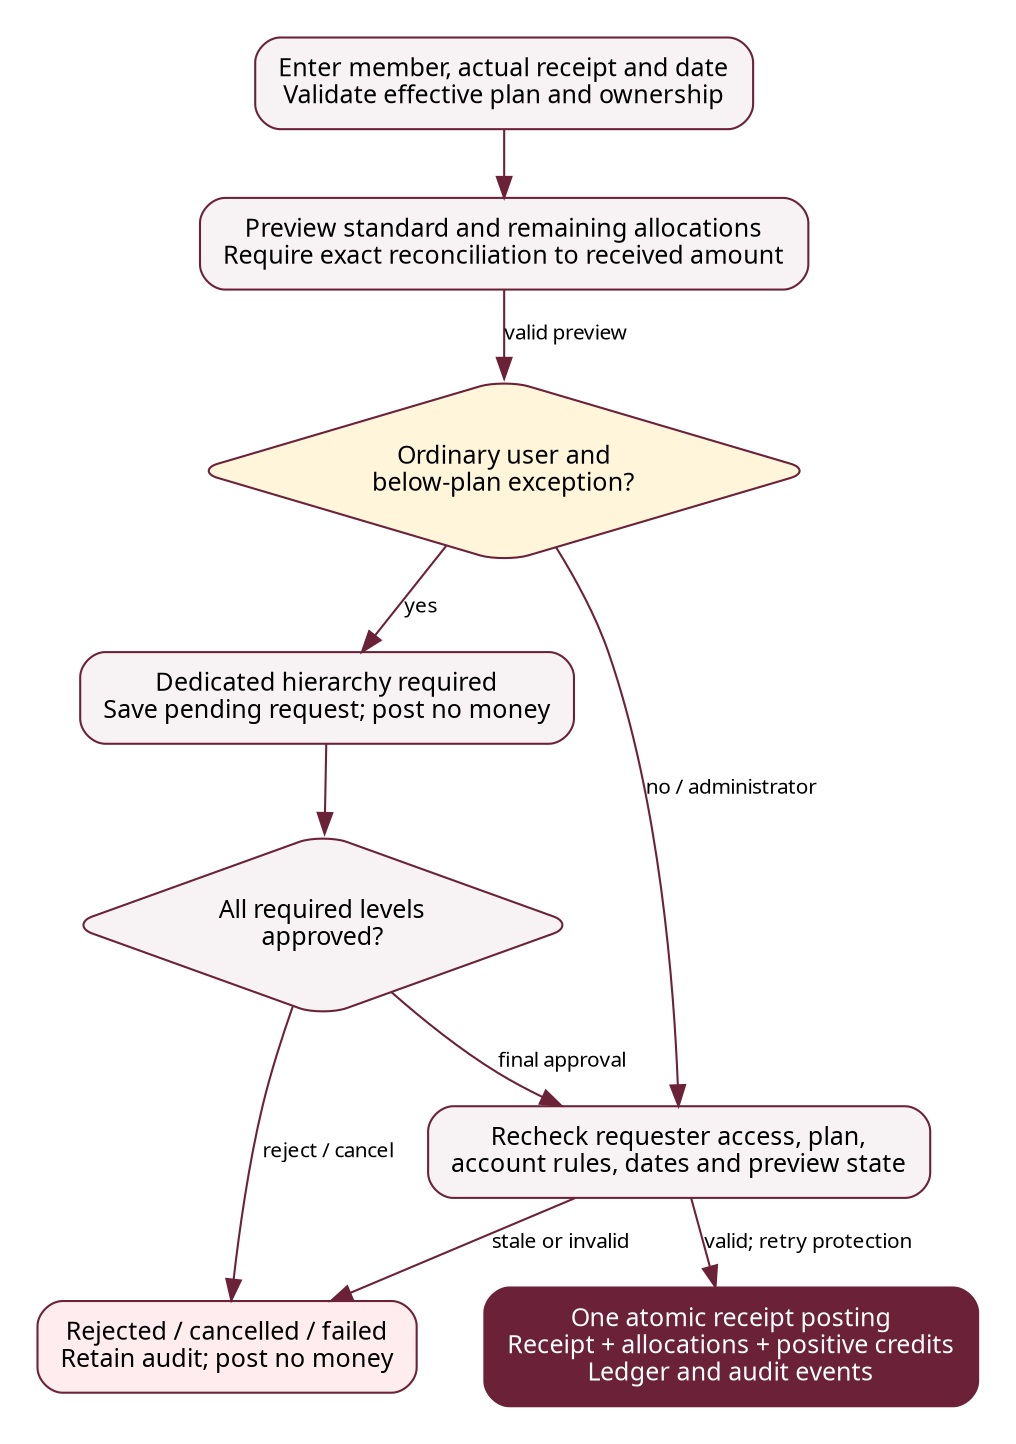 Enter member, actual receipt and date
Validate effective plan and ownership
Preview standard and remaining allocations
Require exact reconciliation to received amount
valid preview
Ordinary user and
below-plan exception?
yes
Dedicated hierarchy required
Save pending request; post no money
no / administrator
All required levels
approved?
final approval
reject / cancel
Recheck requester access, plan,
account rules, dates and preview state
stale or invalid
valid; retry protection
Rejected / cancelled / failed
Retain audit; post no money
One atomic receipt posting
Receipt + allocations + positive credits
Ledger and audit events